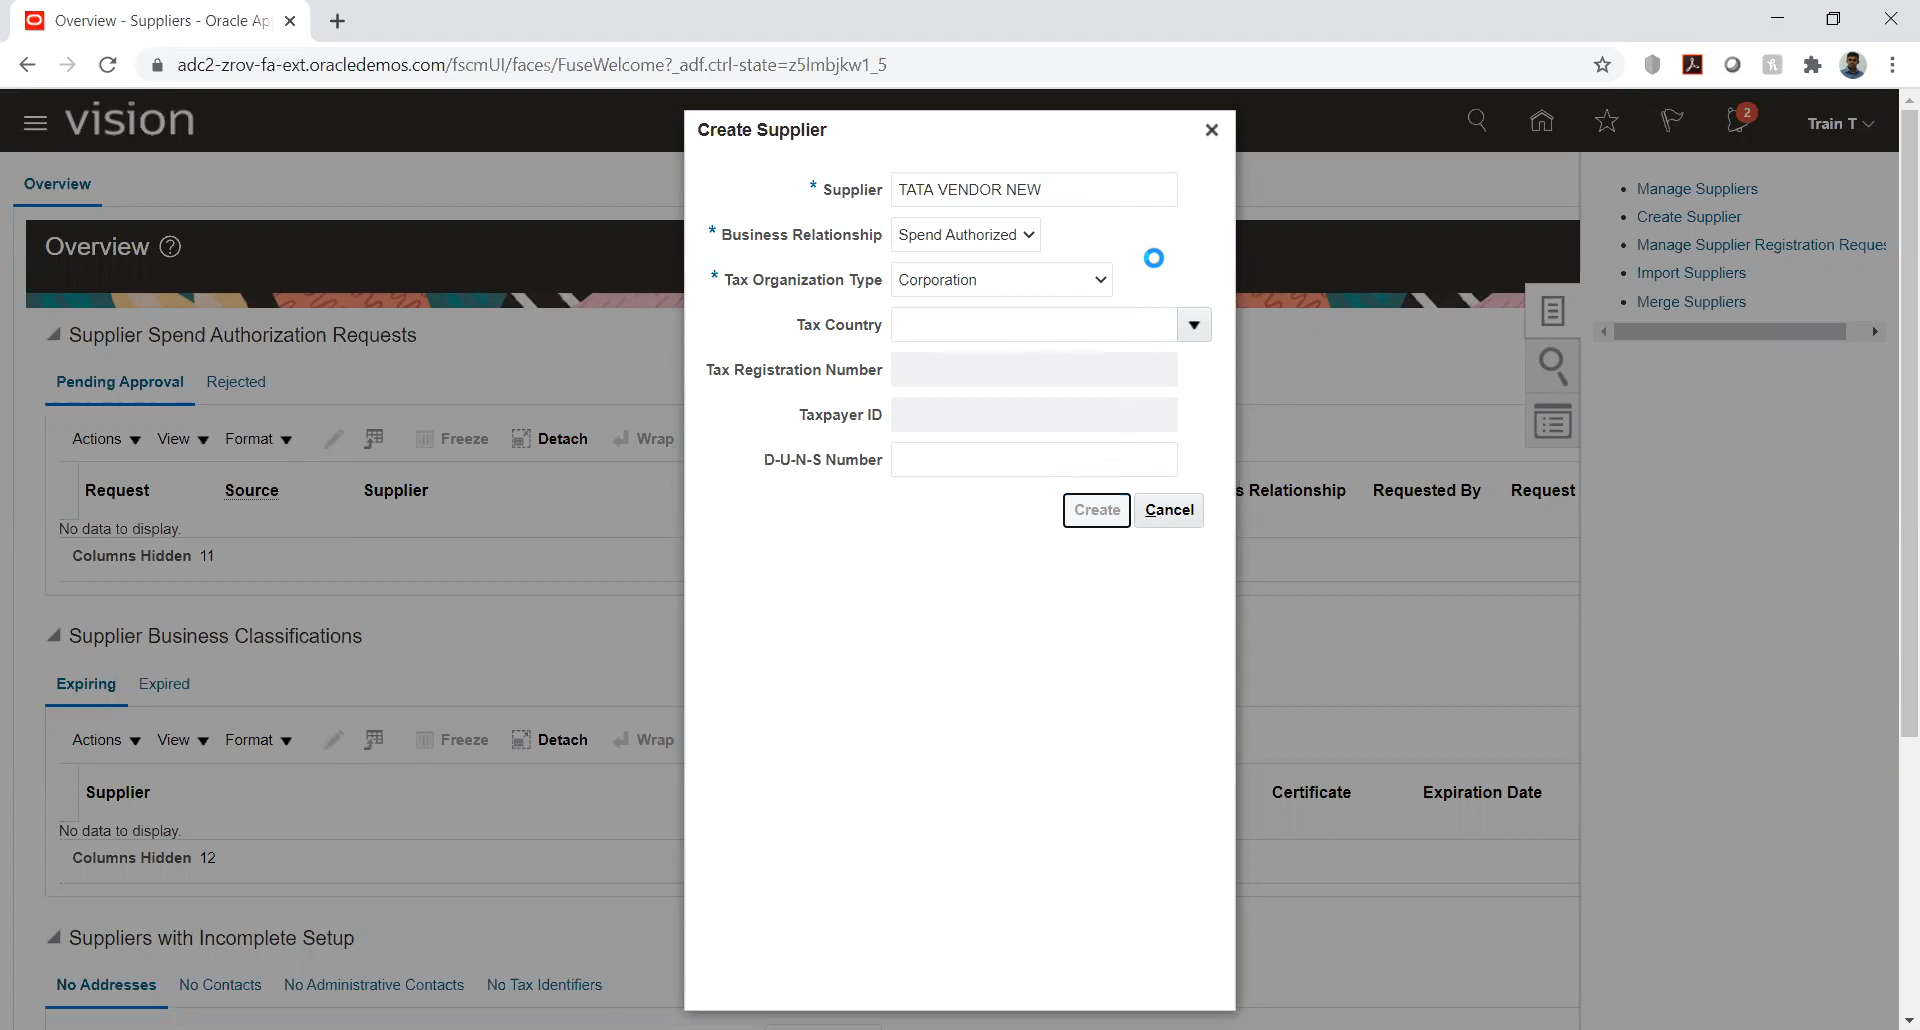 Overview - Suppliers - Oracle Ap
adc2-zrov-fa-ext.oracledemos.com/fscmUI/faces/FuseWelcome?_adf.ctrl-state=z5lmbjkw1_5
vision
2
Train T
Overview
Overview
Supplier Spend Authorization Requests
Pending Approval Rejected
Actions View Format Freeze Detach Wrap
Request Source Supplier s Relationship Requested By Request
No data to display.
Columns Hidden 11
Supplier Business Classifications
Expiring Expired
Actions View Format Freeze Detach Wrap
Supplier Certificate Expiration Date
No data to display.
Columns Hidden 12
Suppliers with Incomplete Setup
No Addresses No Contacts No Administrative Contacts No Tax Identifiers
Create Supplier
* Supplier TATA VENDOR NEW
* Business Relationship Spend Authorized
* Tax Organization Type Corporation
Tax Country
Tax Registration Number
Taxpayer ID
D-U-N-S Number
Create Cancel
Manage Suppliers
Create Supplier
Manage Supplier Registration Reques
Import Suppliers
Merge Suppliers